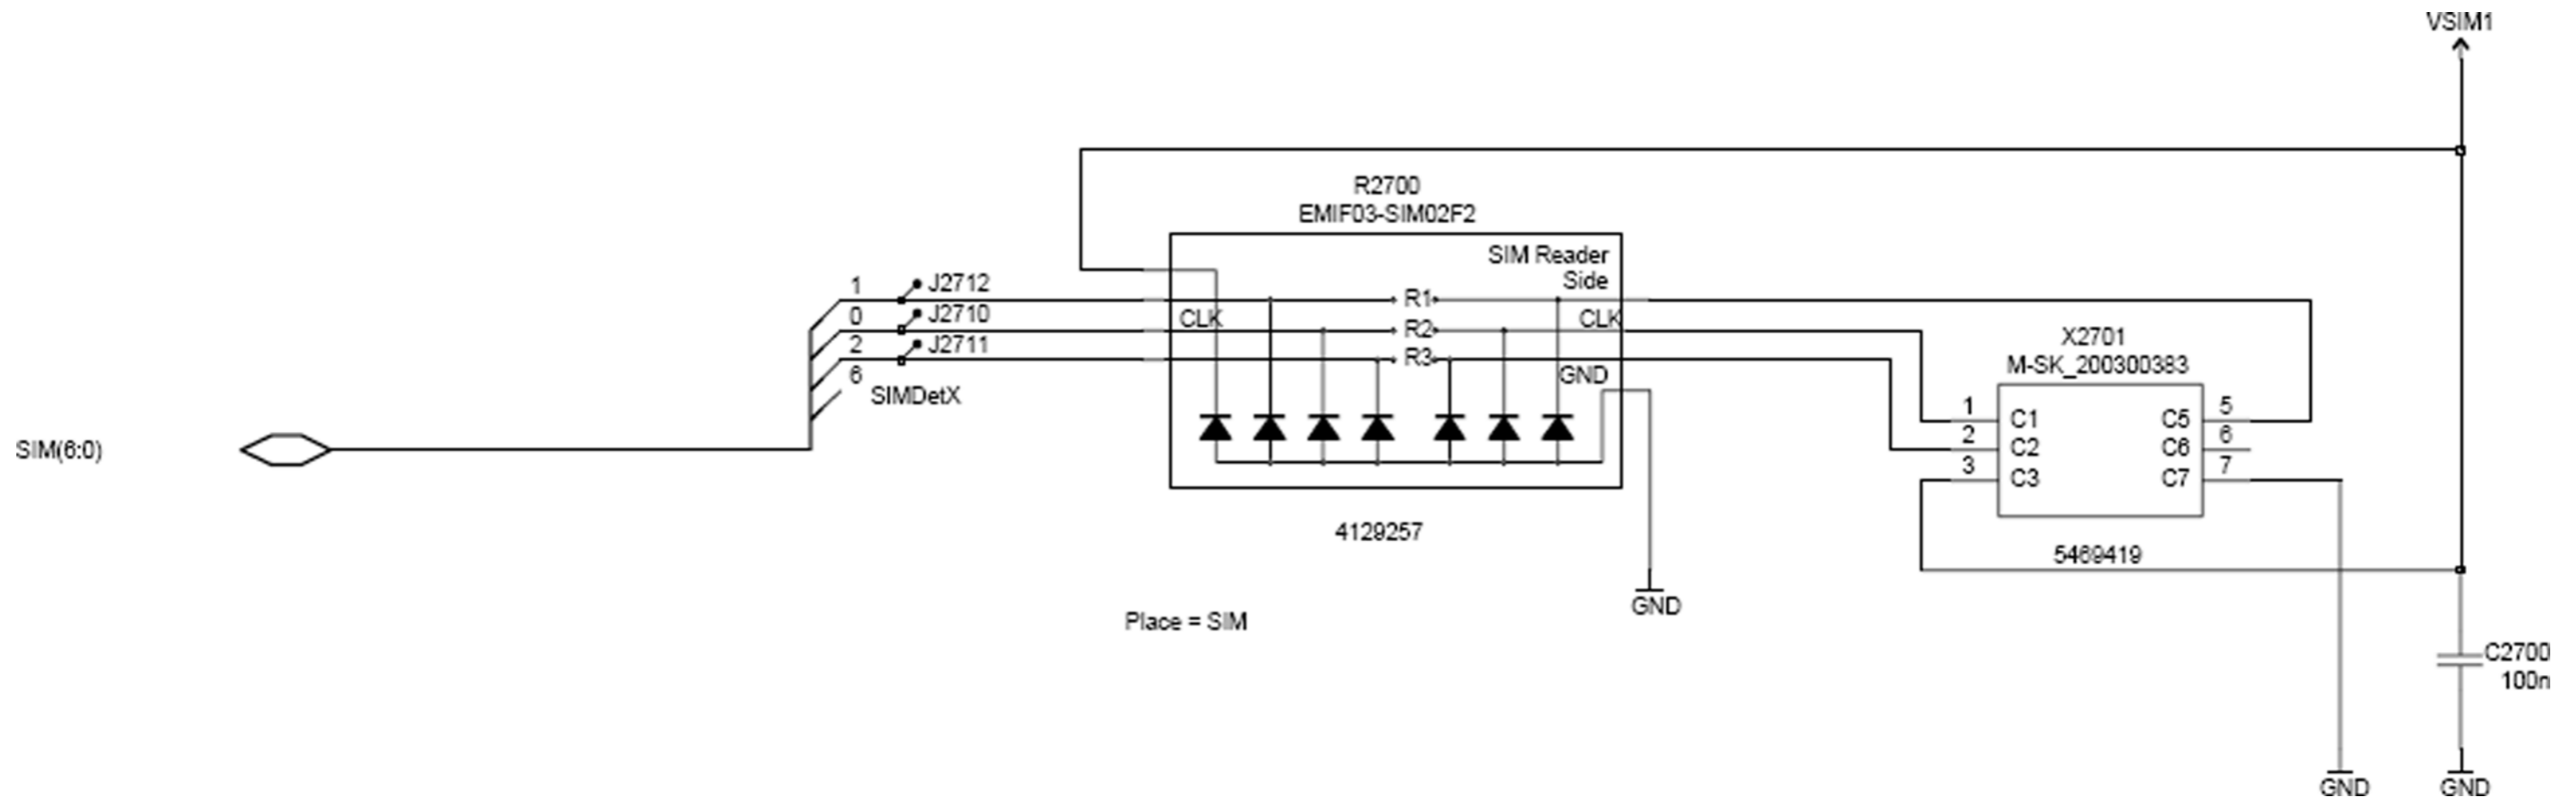 VSIM1
R2700
EMIF03-SIM02F2
SIM Reader
Side
1
J2712
R1
0
J2710
CLK
R2
CLK
2
J2711
R3
6
SIMDetX
GND
X2701
M-SK_200300383
1
C1
C5
5
2
C2
C6
6
3
C3
C7
7
SIM(6:0)
4129257
5469419
Place = SIM
GND
C2700
100n
GND
GND